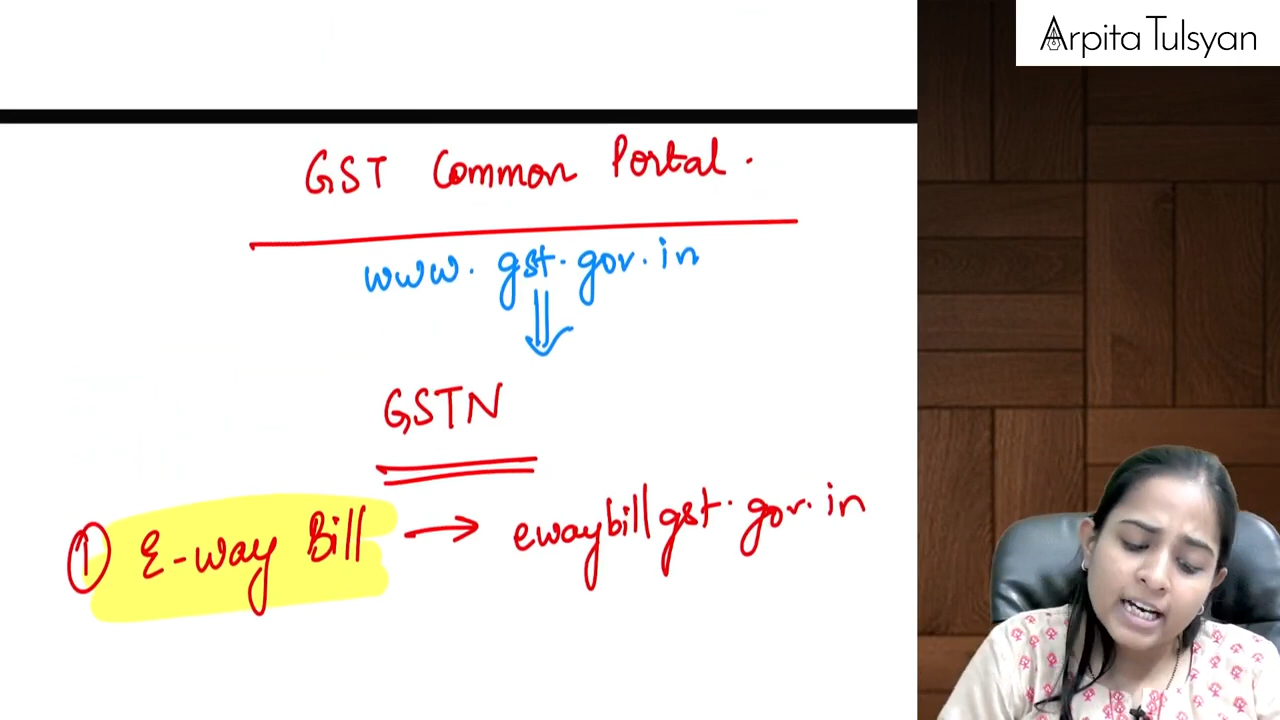 Arpita Tulsyan
GST Common Portal.
www.gst.gov.in
GSTN
① E-way Bill → ewaybillgst.gov.in